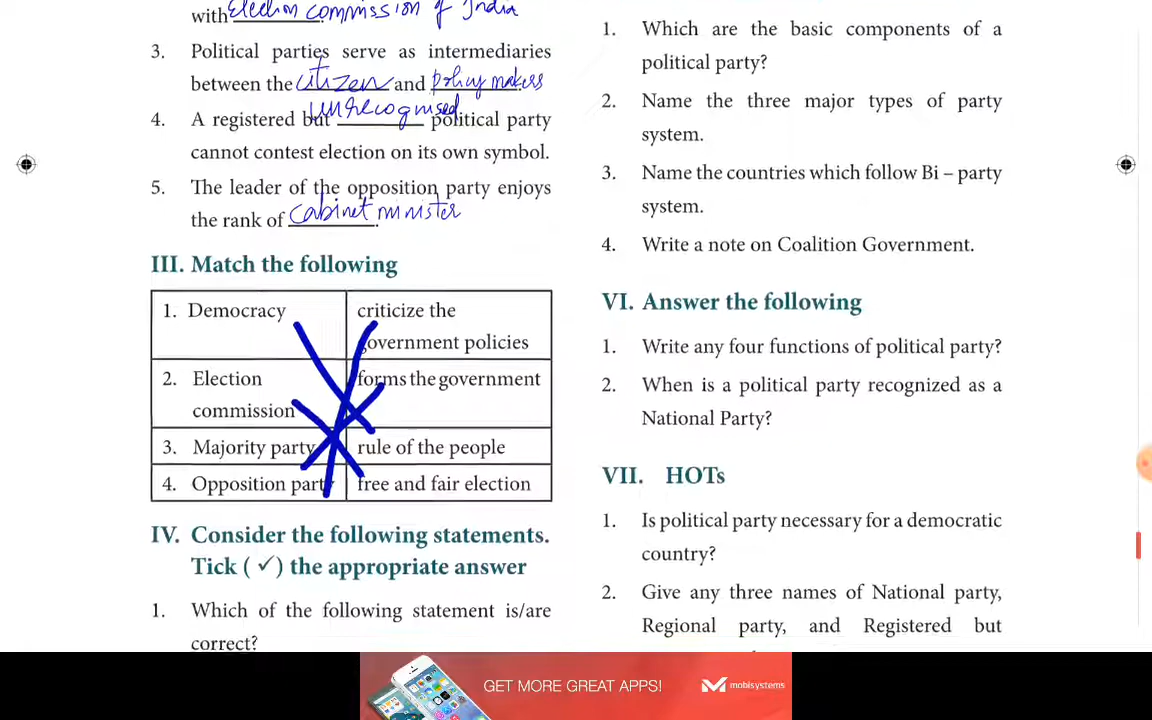 with Election commission of India
3. Political parties serve as intermediaries
between the citizen and policy makers.
4. A registered but unrecognised political party
cannot contest election on its own symbol.
5. The leader of the opposition party enjoys
the rank of cabinet minister.
III. Match the following
1. Democracy criticize the
government policies
2. Election forms the government
commission
3. Majority party rule of the people
4. Opposition party free and fair election
IV. Consider the following statements.
Tick ( ✓ ) the appropriate answer
1. Which of the following statement is/are
correct?
1. Which are the basic components of a
political party?
2. Name the three major types of party
system.
3. Name the countries which follow Bi – party
system.
4. Write a note on Coalition Government.
VI. Answer the following
1. Write any four functions of political party?
2. When is a political party recognized as a
National Party?
VII. HOTs
1. Is political party necessary for a democratic
country?
2. Give any three names of National party,
Regional party, and Registered but
GET MORE GREAT APPS! mobisystems